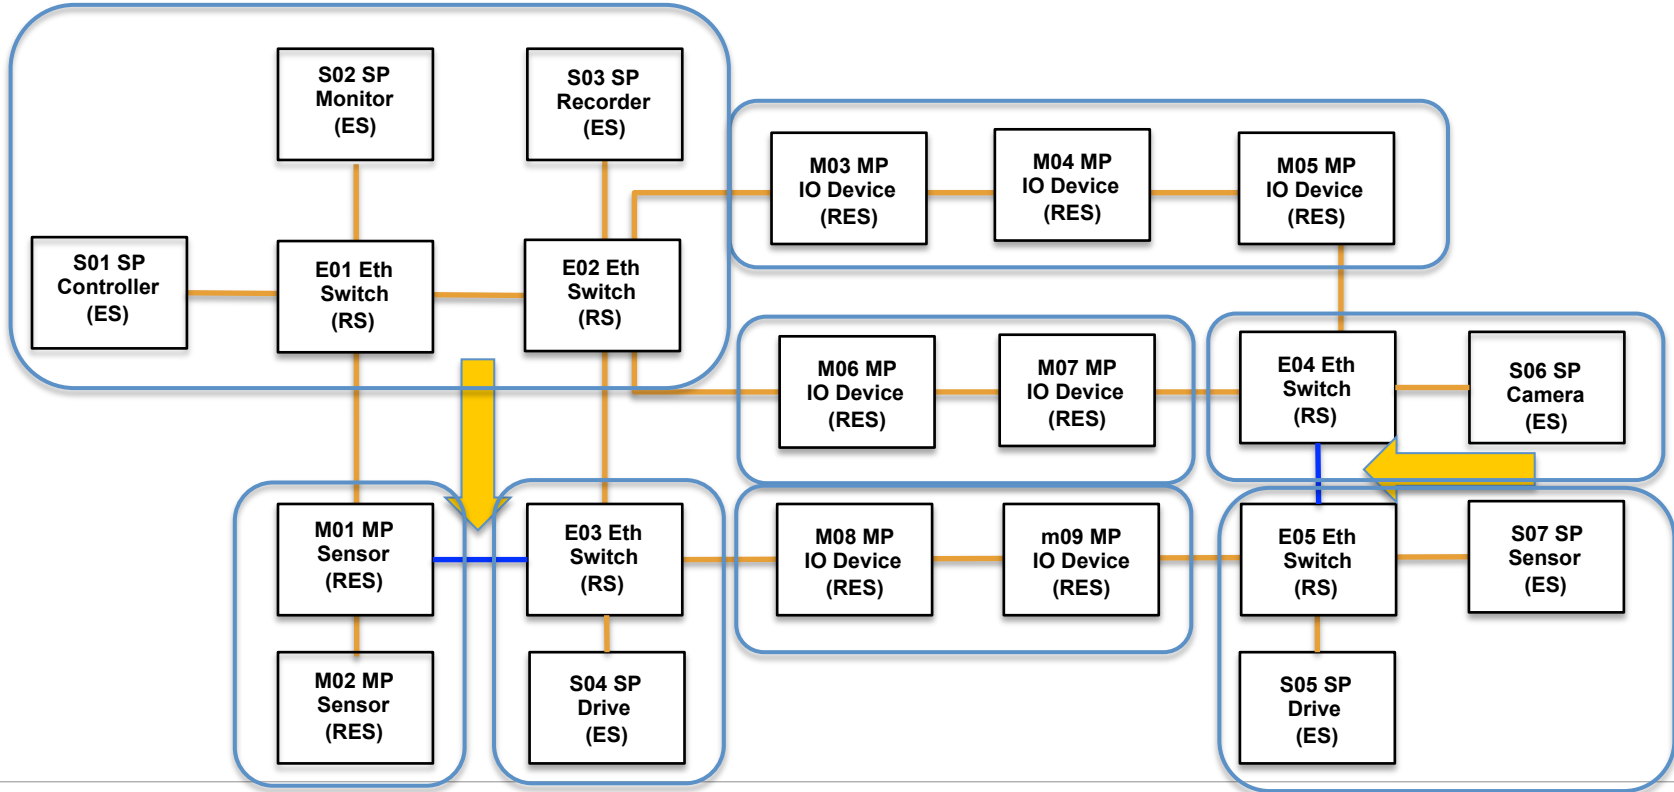 S02 SP
Monitor
(ES)
S03 SP
Recorder
(ES)
M03 MP
IO Device
(RES)
M04 MP
IO Device
(RES)
M05 MP
IO Device
(RES)
S01 SP
Controller
(ES)
E01 Eth
Switch
(RS)
E02 Eth
Switch
(RS)
M06 MP
IO Device
(RES)
M07 MP
IO Device
(RES)
E04 Eth
Switch
(RS)
S06 SP
Camera
(ES)
M01 MP
Sensor
(RES)
E03 Eth
Switch
(RS)
M08 MP
IO Device
(RES)
m09 MP
IO Device
(RES)
E05 Eth
Switch
(RS)
S07 SP
Sensor
(ES)
M02 MP
Sensor
(RES)
S04 SP
Drive
(ES)
S05 SP
Drive
(ES)